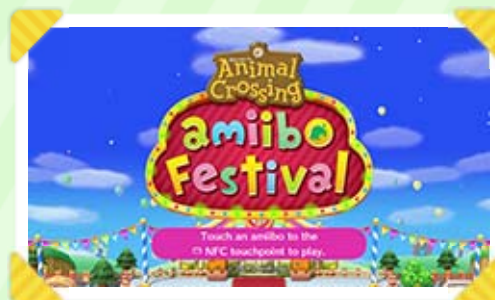 Animal
Crossing
amiibo
Festival
Touch an amiibo to the
NFC touchpoint to play.